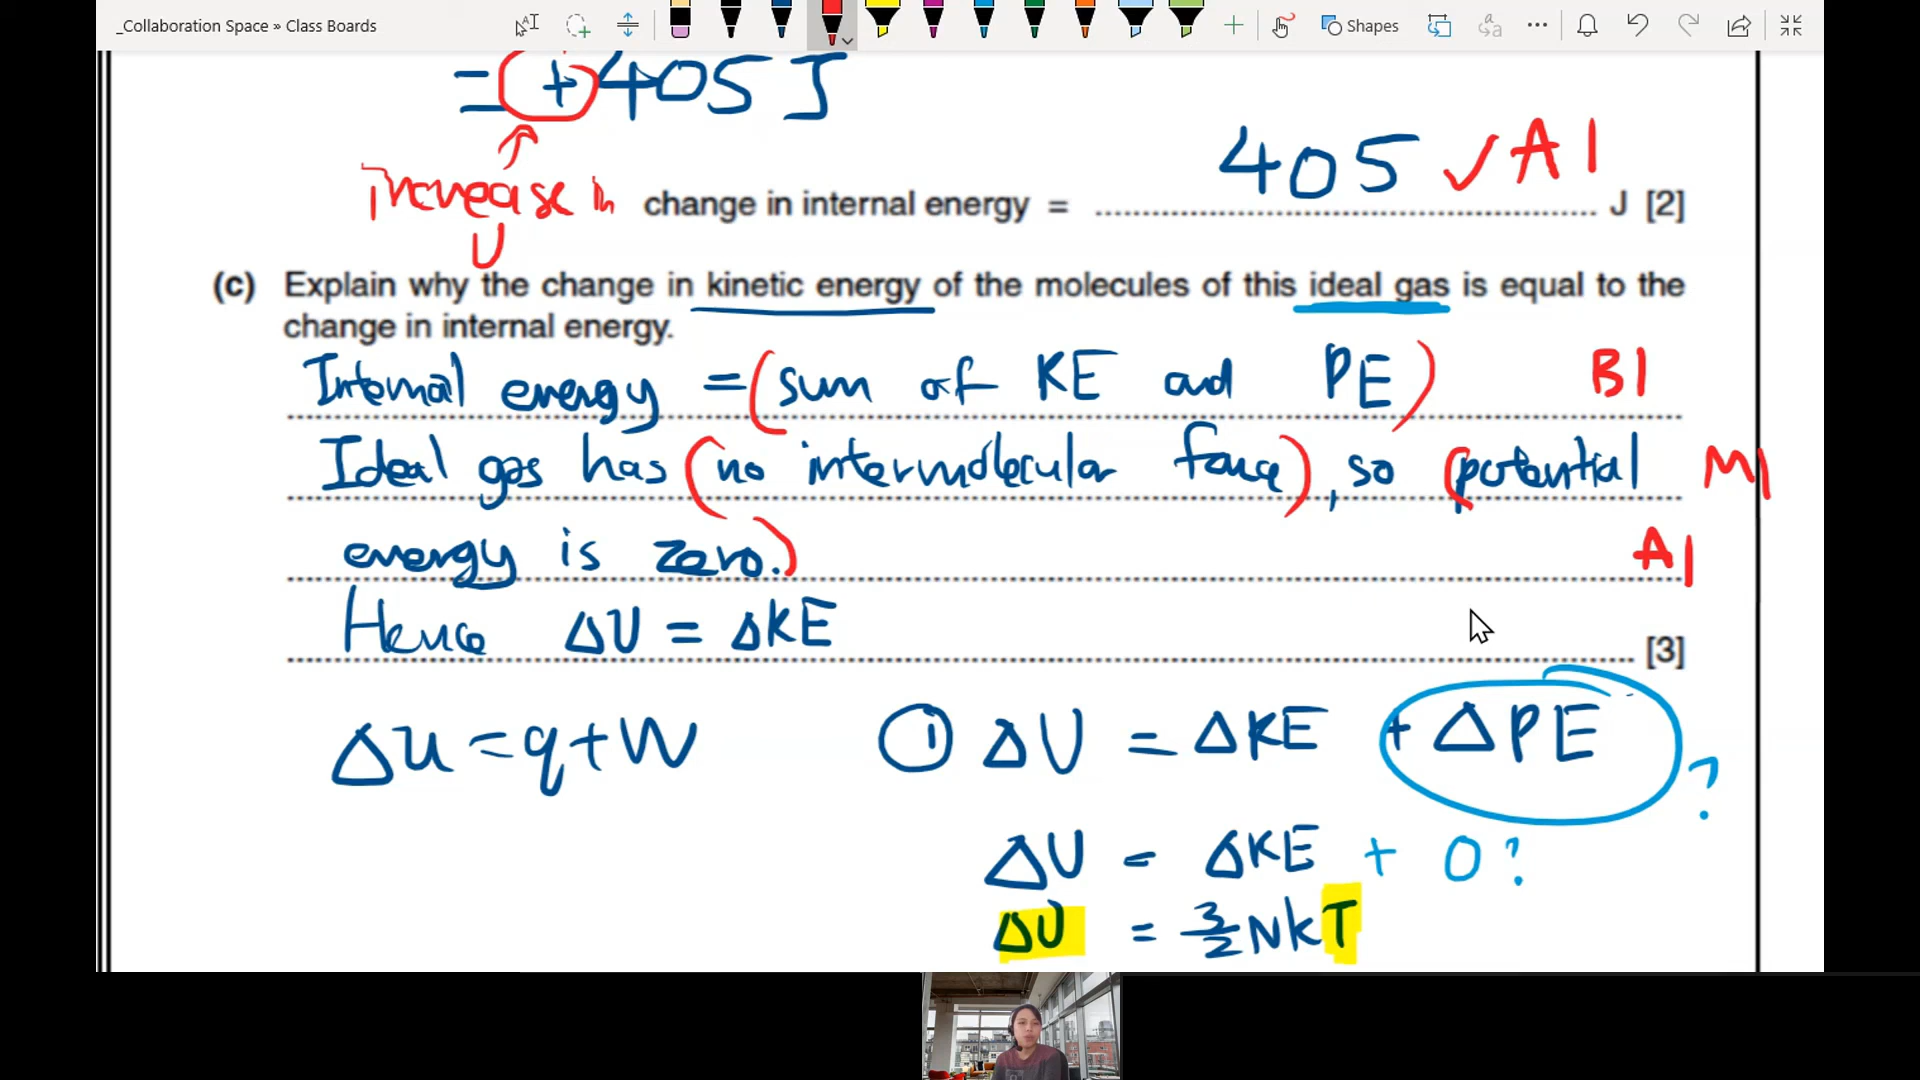 _Collaboration Space » Class Boards
Shapes
= + 405 J
405 ✓ A1
Increase in U
change in internal energy = .................... J [2]
(c) Explain why the change in kinetic energy of the molecules of this ideal gas is equal to the
change in internal energy.
Internal energy = (sum of KE and PE) B1
Ideal gas has (no intermolecular force), so (potential M1
energy is zero.) A1
Hence ΔU = ΔKE
[3]
Δu = q + W
① ΔU = ΔKE + ΔPE ?
ΔU = ΔKE + 0 ?
ΔU = 3/2 NkT